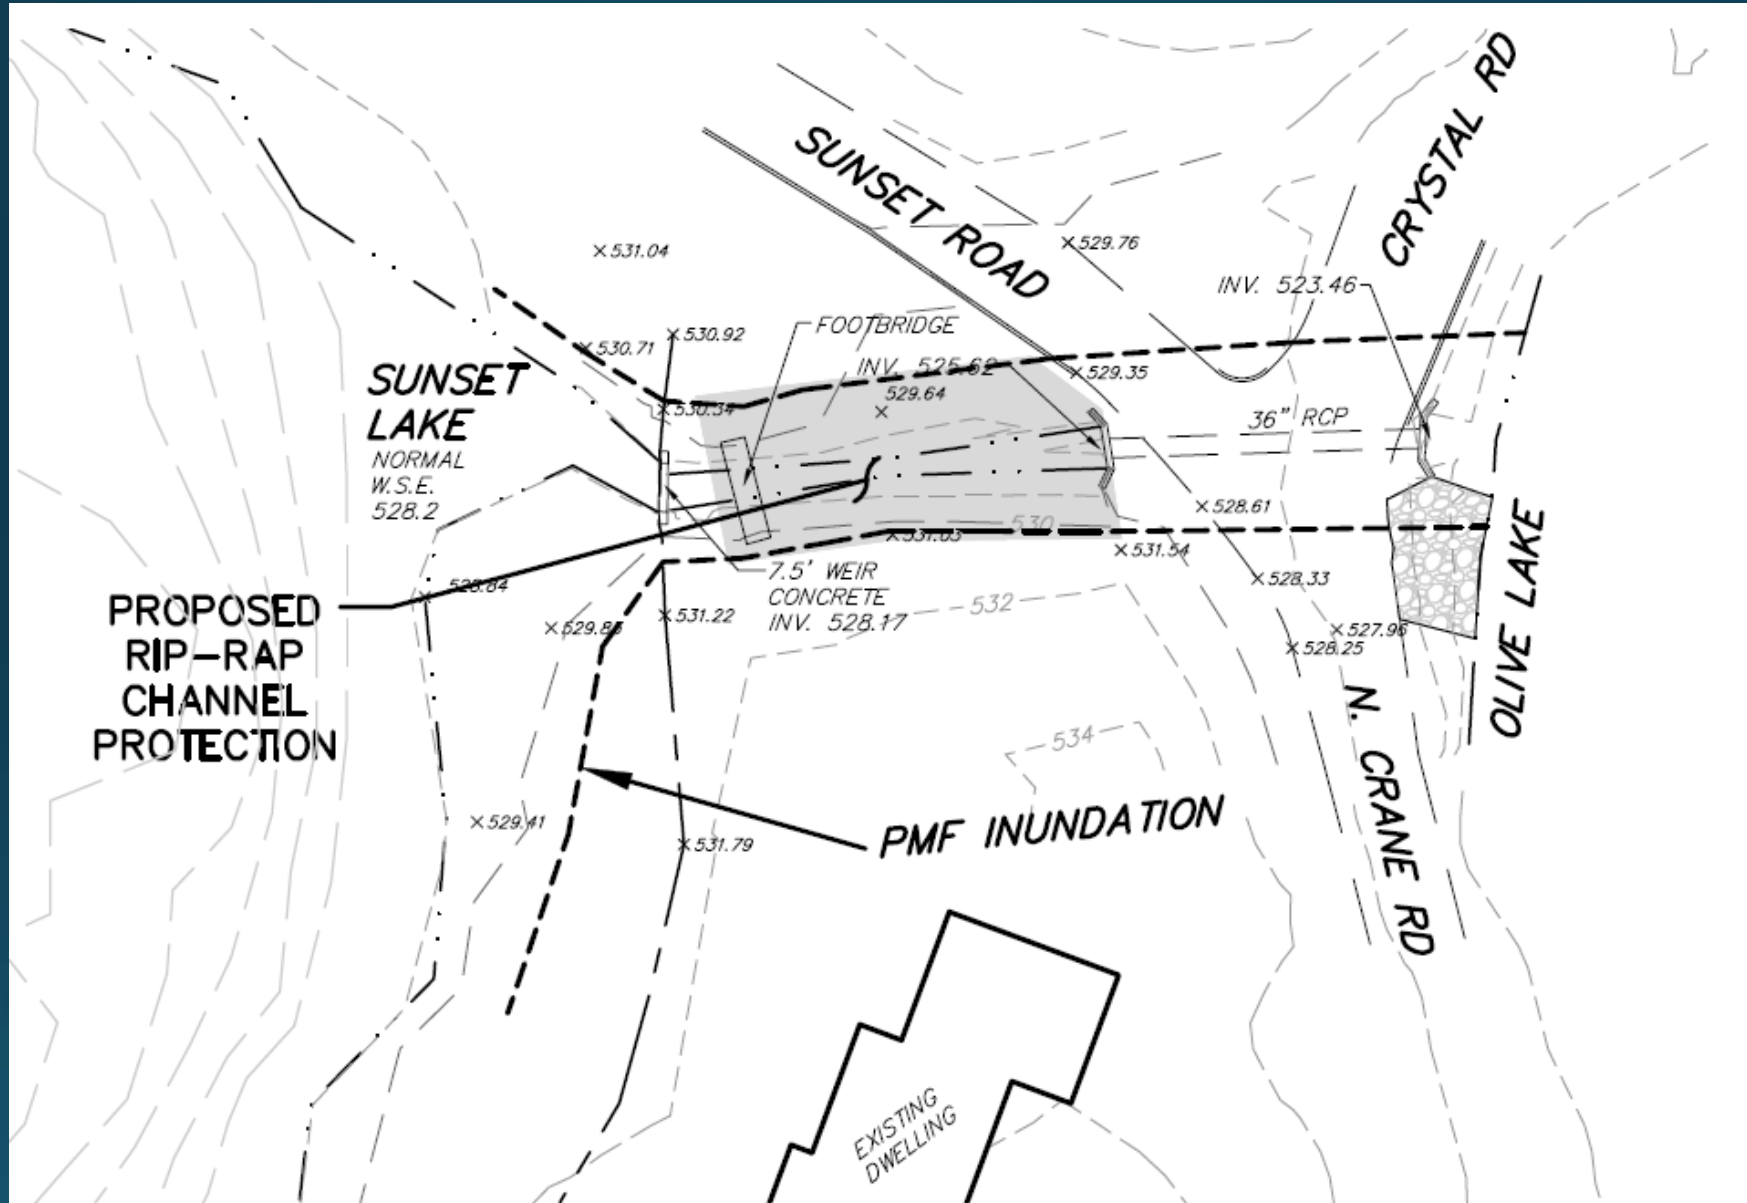 SUNSET ROAD
CRYSTAL RD
531.04
529.76
INV. 523.46
530.92
FOOTBRIDGE
530.71
INV. 525.62
529.35
SUNSET
LAKE
NORMAL
W.S.E.
528.2
529.64
530.34
36" RCP
528.61
530
531.03
531.54
OLIVE LAKE
7.5' WEIR
CONCRETE
INV. 528.17
528.33
532
PROPOSED
RIP-RAP
CHANNEL
PROTECTION
531.22
527.96
528.25
534
N. CRANE RD
529.41
531.79
PMF INUNDATION
EXISTING
DWELLING